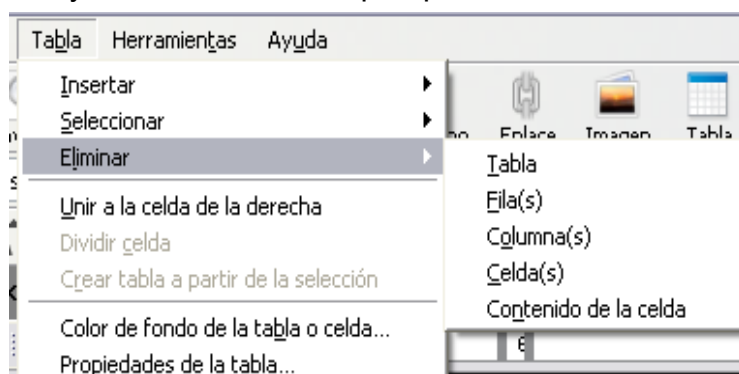 Tabla Herramientas Ayuda
Insertar
Seleccionar
Eliminar
Unir a la celda de la derecha
Dividir celda
Crear tabla a partir de la selección
Color de fondo de la tabla o celda...
Propiedades de la tabla...
Enlace Imagen Tabla
Tabla
Fila(s)
Columna(s)
Celda(s)
Contenido de la celda